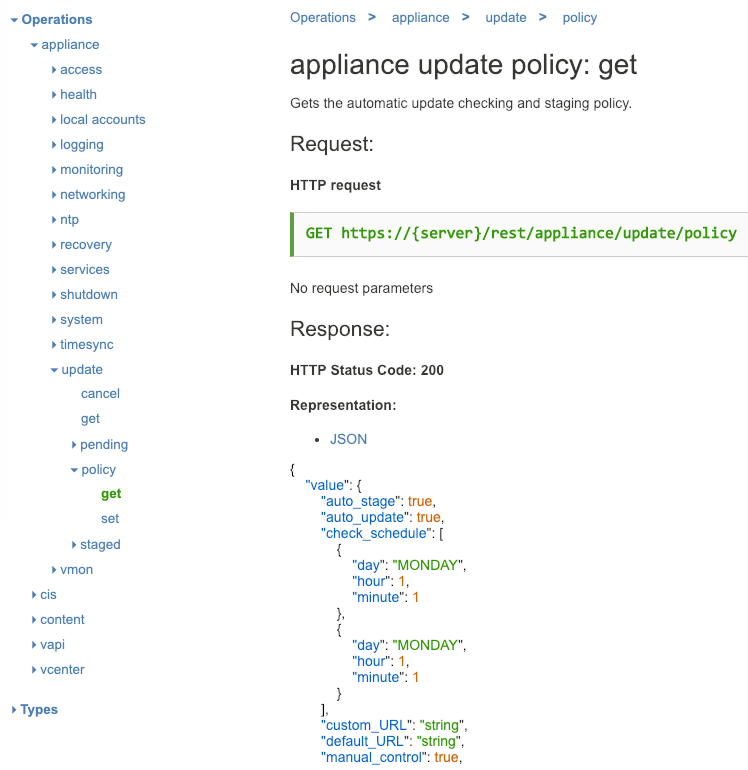 Operations
appliance
access
health
local accounts
logging
monitoring
networking
ntp
recovery
services
shutdown
system
timesync
update
cancel
get
pending
policy
get
set
staged
vmon
cis
content
vapi
vcenter
Types
Operations > appliance > update > policy
appliance update policy: get
Gets the automatic update checking and staging policy.
Request:
HTTP request
GET https://{server}/rest/appliance/update/policy
No request parameters
Response:
HTTP Status Code: 200
Representation:
• JSON
{
"value": {
"auto_stage": true,
"auto_update": true,
"check_schedule": [
{
"day": "MONDAY",
"hour": 1,
"minute": 1
},
{
"day": "MONDAY",
"hour": 1,
"minute": 1
}
],
"custom_URL": "string",
"default_URL": "string",
"manual_control": true,